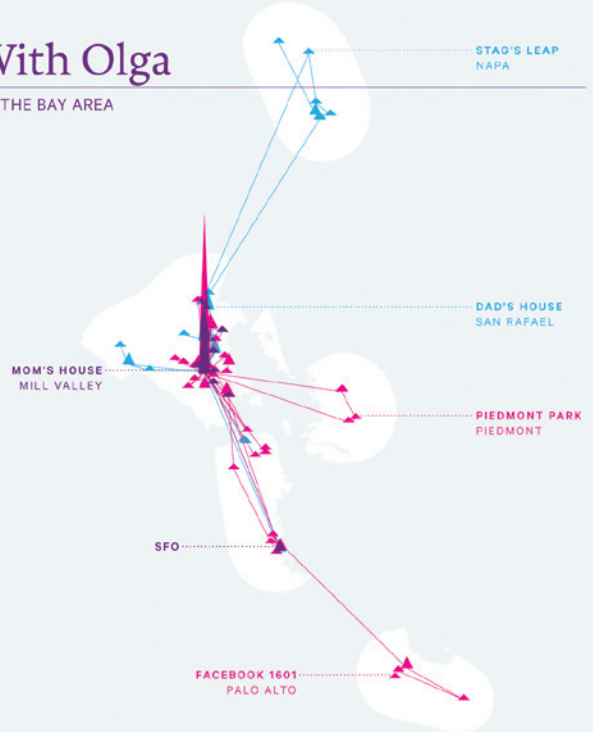 With Olga
THE BAY AREA
STAG'S LEAP
NAPA
DAD'S HOUSE
SAN RAFAEL
MOM'S HOUSE
MILL VALLEY
PIEDMONT PARK
PIEDMONT
SFO
FACEBOOK 1601
PALO ALTO